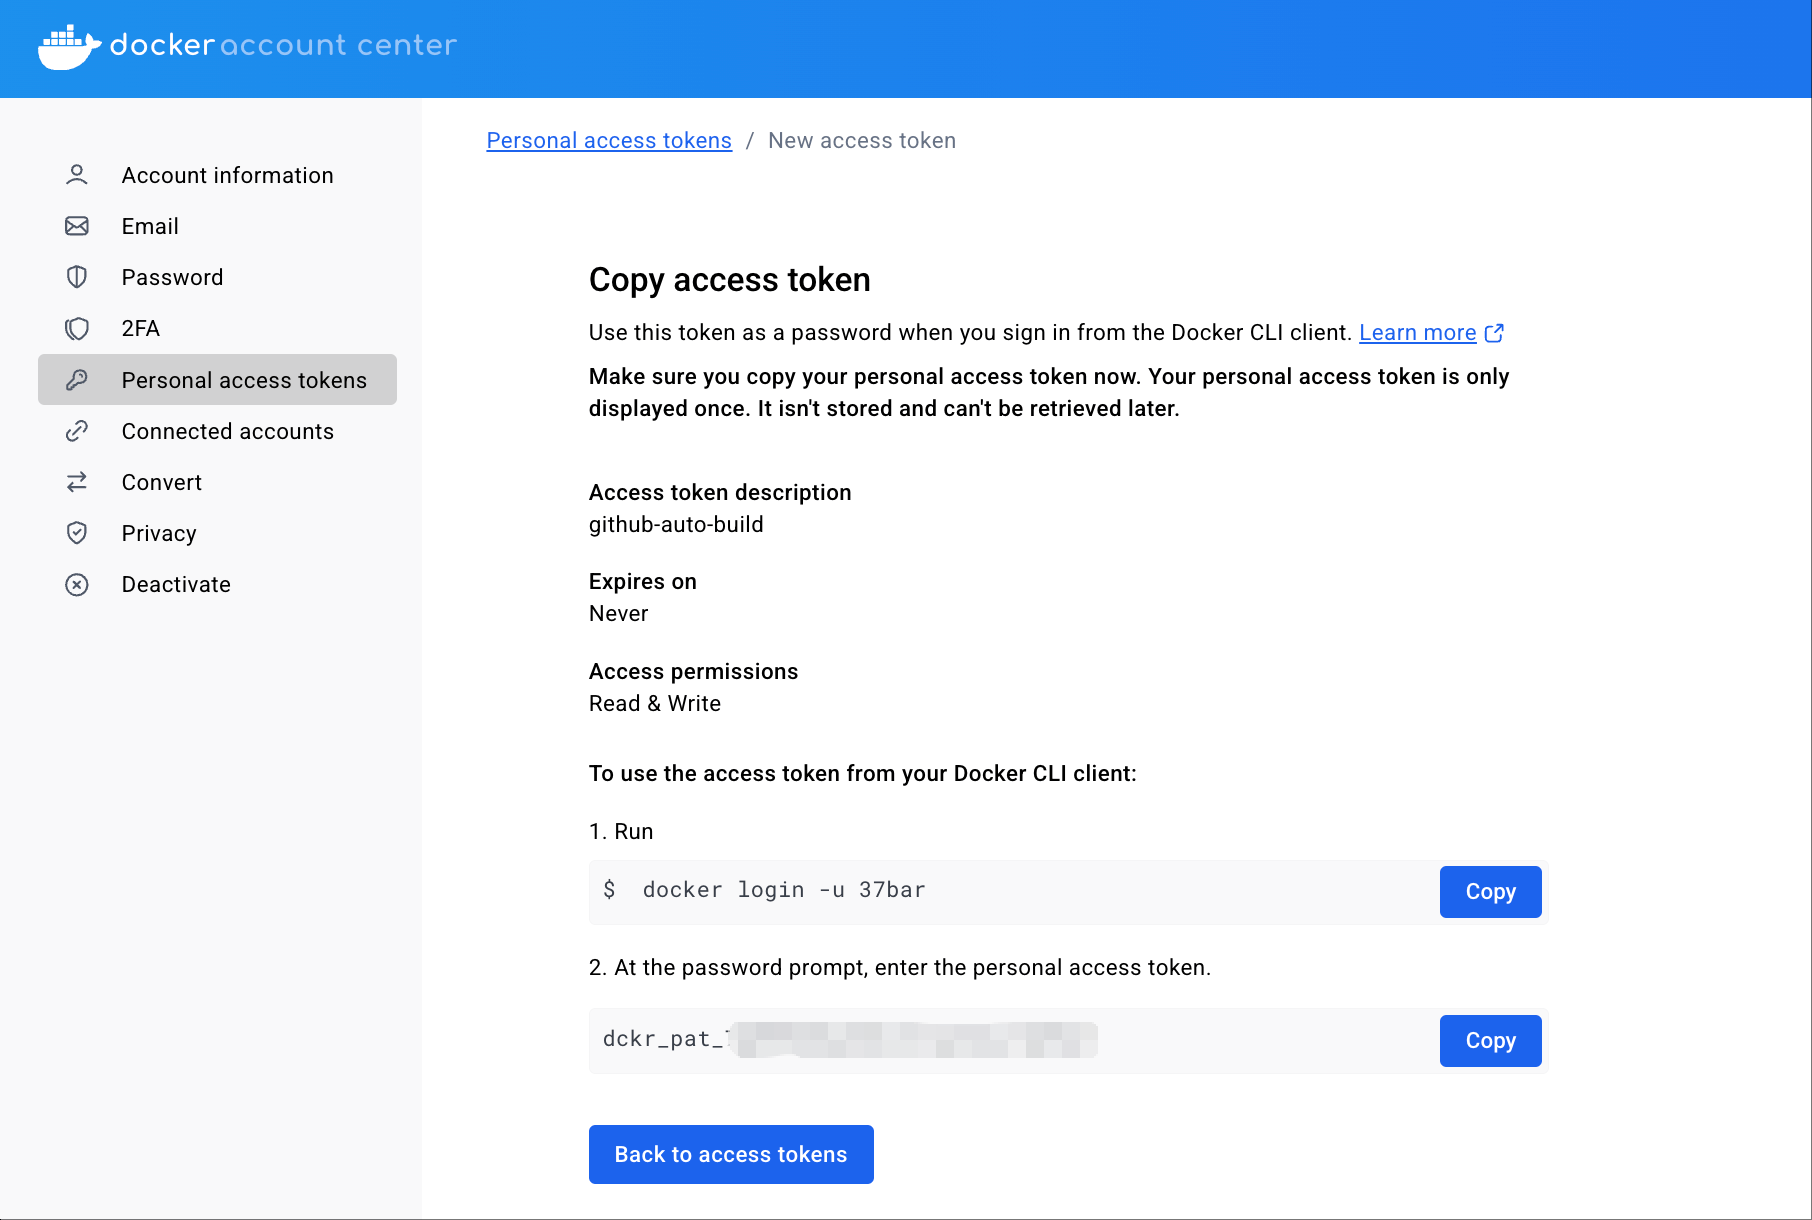 docker account center
Personal access tokens / New access token
Account information
Email
Password
2FA
Personal access tokens
Connected accounts
Convert
Privacy
Deactivate
Copy access token
Use this token as a password when you sign in from the Docker CLI client. Learn more
Make sure you copy your personal access token now. Your personal access token is only
displayed once. It isn't stored and can't be retrieved later.
Access token description
github-auto-build
Expires on
Never
Access permissions
Read & Write
To use the access token from your Docker CLI client:
1. Run
$ docker login -u 37bar
Copy
2. At the password prompt, enter the personal access token.
dckr_pat_
Copy
Back to access tokens